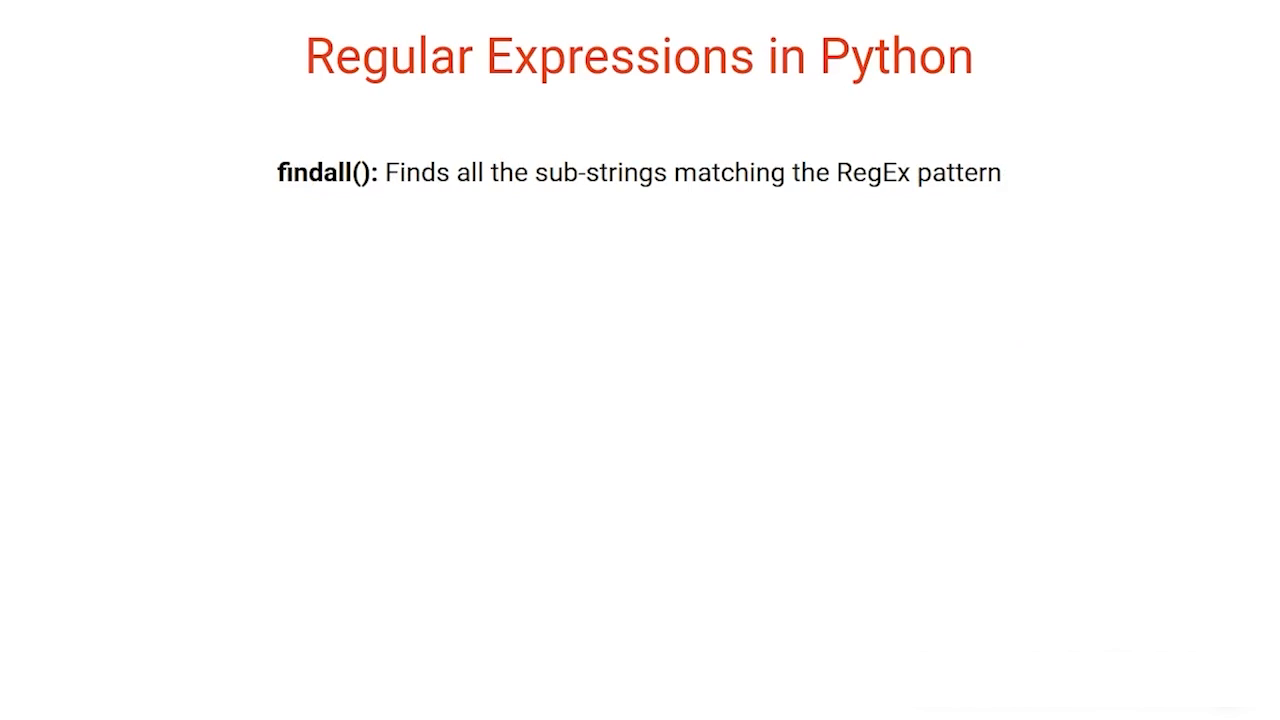 Regular Expressions in Python
findall(): Finds all the sub-strings matching the RegEx pattern